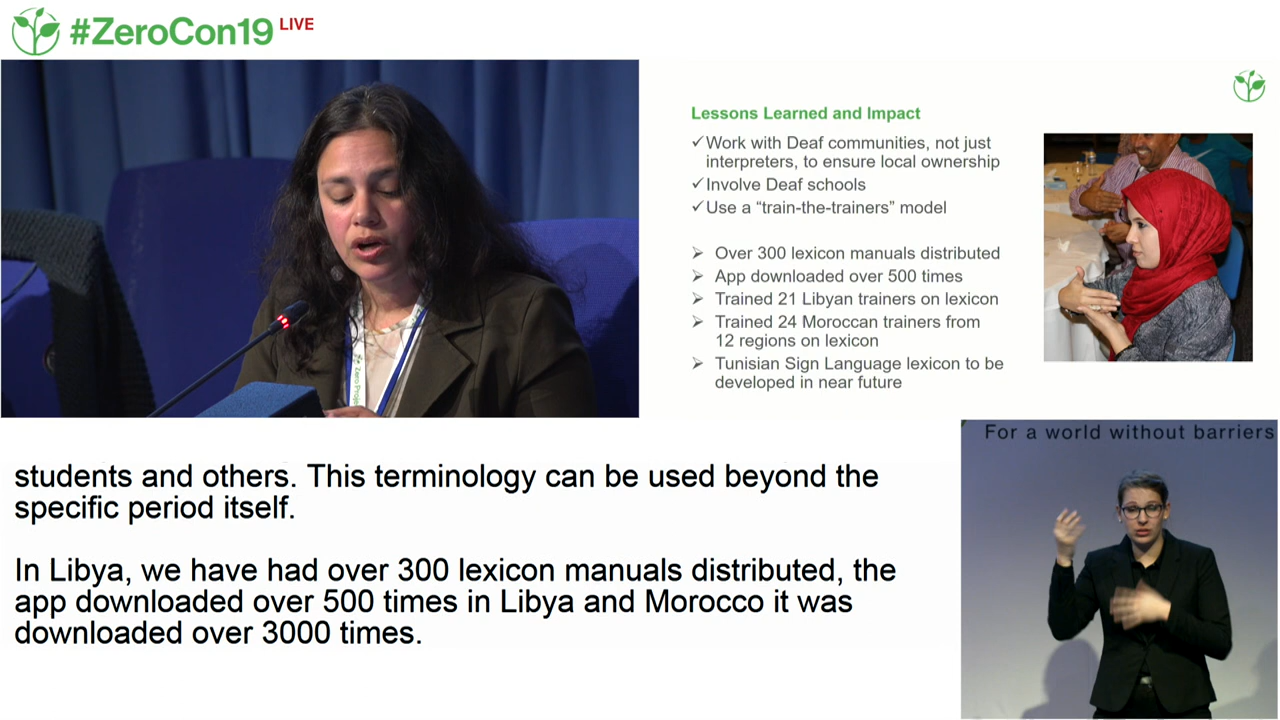 #ZeroCon19 LIVE
Lessons Learned and Impact
✓Work with Deaf communities, not just
interpreters, to ensure local ownership
✓Involve Deaf schools
✓Use a “train-the-trainers” model
➢ Over 300 lexicon manuals distributed
➢ App downloaded over 500 times
➢ Trained 21 Libyan trainers on lexicon
➢ Trained 24 Moroccan trainers from
12 regions on lexicon
➢ Tunisian Sign Language lexicon to be
developed in near future
Zero Proje
For a world without barriers
students and others. This terminology can be used beyond the
specific period itself.
In Libya, we have had over 300 lexicon manuals distributed, the
app downloaded over 500 times in Libya and Morocco it was
downloaded over 3000 times.